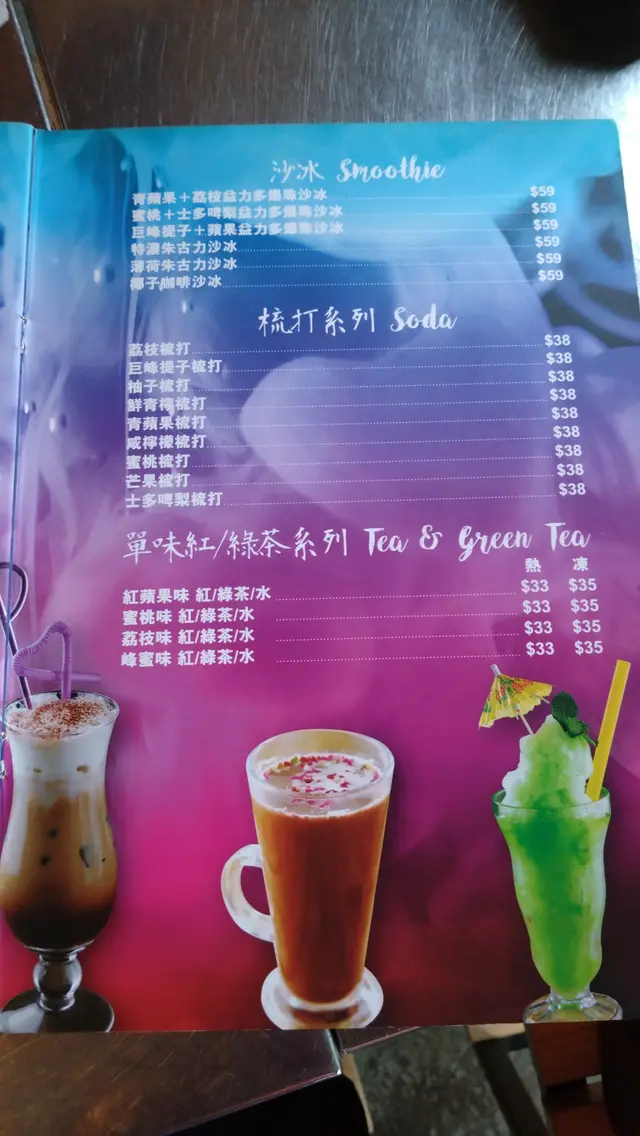 沙冰 Smoothie
青蘋果＋荔枝益力多爆珠沙冰 $59
蜜桃＋士多啤梨益力多爆珠沙冰 $59
巨峰提子＋蘋果益力多爆珠沙冰 $59
特濃朱古力沙冰 $59
薄荷朱古力沙冰 $59
椰子咖啡沙冰 $59
梳打系列 Soda
荔枝梳打 $38
巨峰提子梳打 $38
柚子梳打 $38
鮮青檸梳打 $38
青蘋果梳打 $38
咸檸檬梳打 $38
蜜桃梳打 $38
芒果梳打 $38
士多啤梨梳打 $38
單味紅/綠茶系列 Tea & Green Tea
熱 凍
紅蘋果味 紅/綠茶/水 $33 $35
蜜桃味 紅/綠茶/水 $33 $35
荔枝味 紅/綠茶/水 $33 $35
峰蜜味 紅/綠茶/水 $33 $35